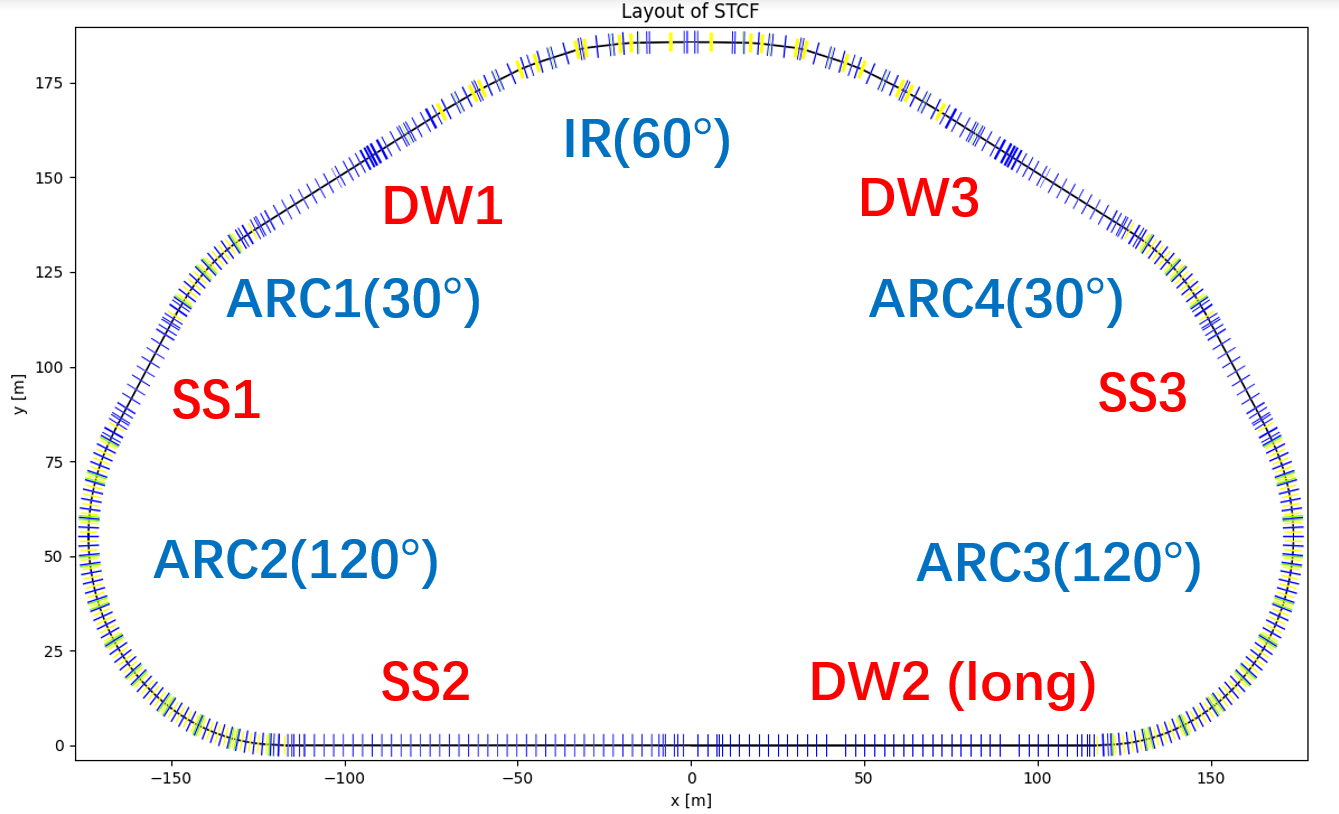 Layout of STCF
175
IR(60°)
150
DW1
DW3
125
ARC1(30°)
ARC4(30°)
100
SS1
SS3
y [m]
75
50
ARC2(120°)
ARC3(120°)
25
SS2
DW2 (long)
0
−150 −100 −50 0 50 100 150
x [m]